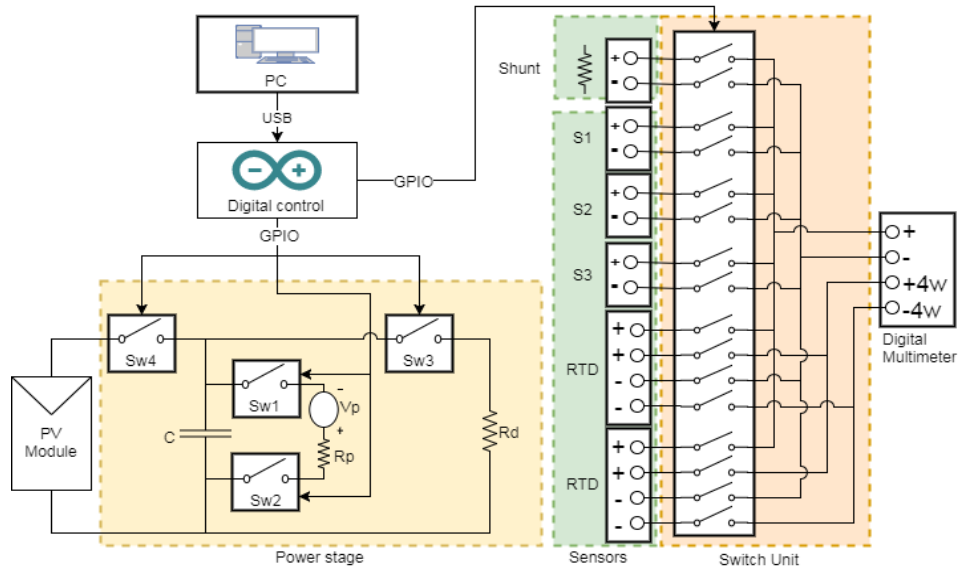 PC
USB
Digital control
GPIO
GPIO
Shunt
+
-
S1
+
-
S2
+
-
S3
+
-
RTD
+
+
-
-
RTD
+
+
-
-
+
-
+4w
-4w
Digital
Multimeter
Sw4
Sw3
Sw1
-
Vp
+
Rp
Sw2
C
Rd
PV
Module
Power stage
Sensors
Switch Unit